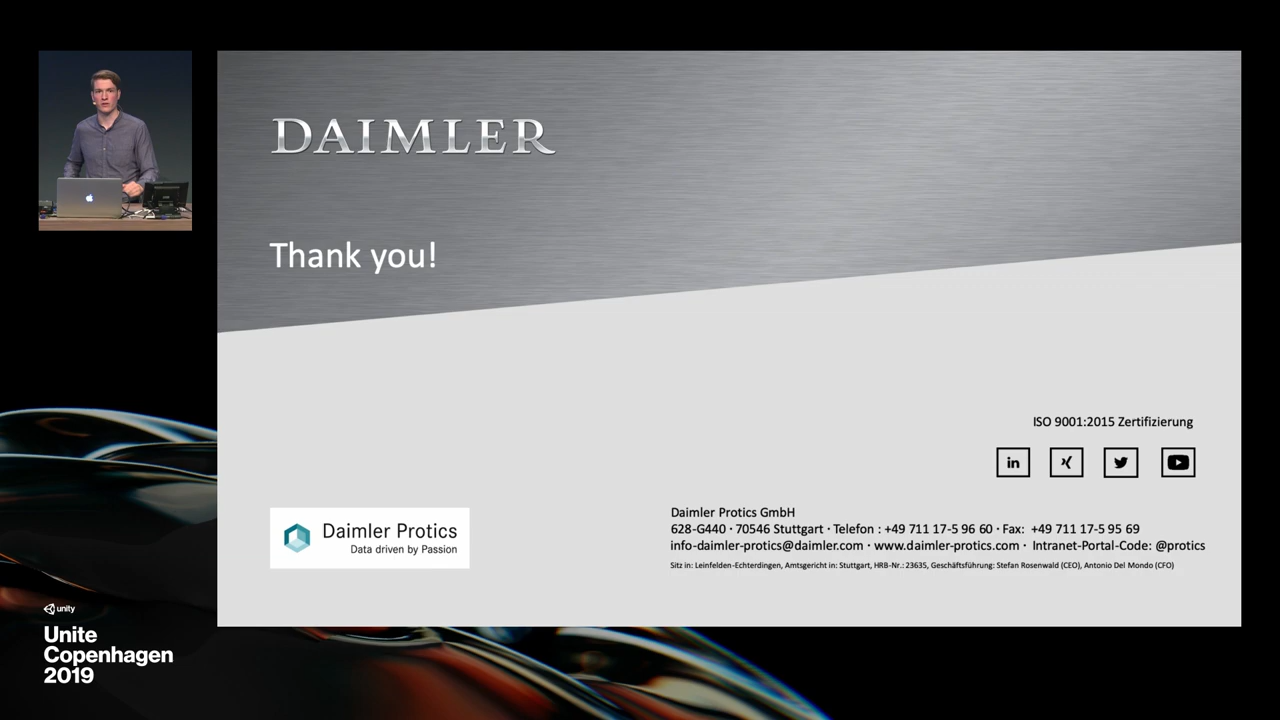 DAIMLER
Thank you!
ISO 9001:2015 Zertifizierung
in
Daimler Protics
Data driven by Passion
Daimler Protics GmbH
628-G440 · 70546 Stuttgart · Telefon : +49 711 17-5 96 60 · Fax: +49 711 17-5 95 69
info-daimler-protics@daimler.com · www.daimler-protics.com · Intranet-Portal-Code: @protics
Sitz in: Leinfelden-Echterdingen, Amtsgericht in: Stuttgart, HRB-Nr.: 23635, Geschäftsführung: Stefan Rosenwald (CEO), Antonio Del Mondo (CFO)
unity
Unite
Copenhagen
2019